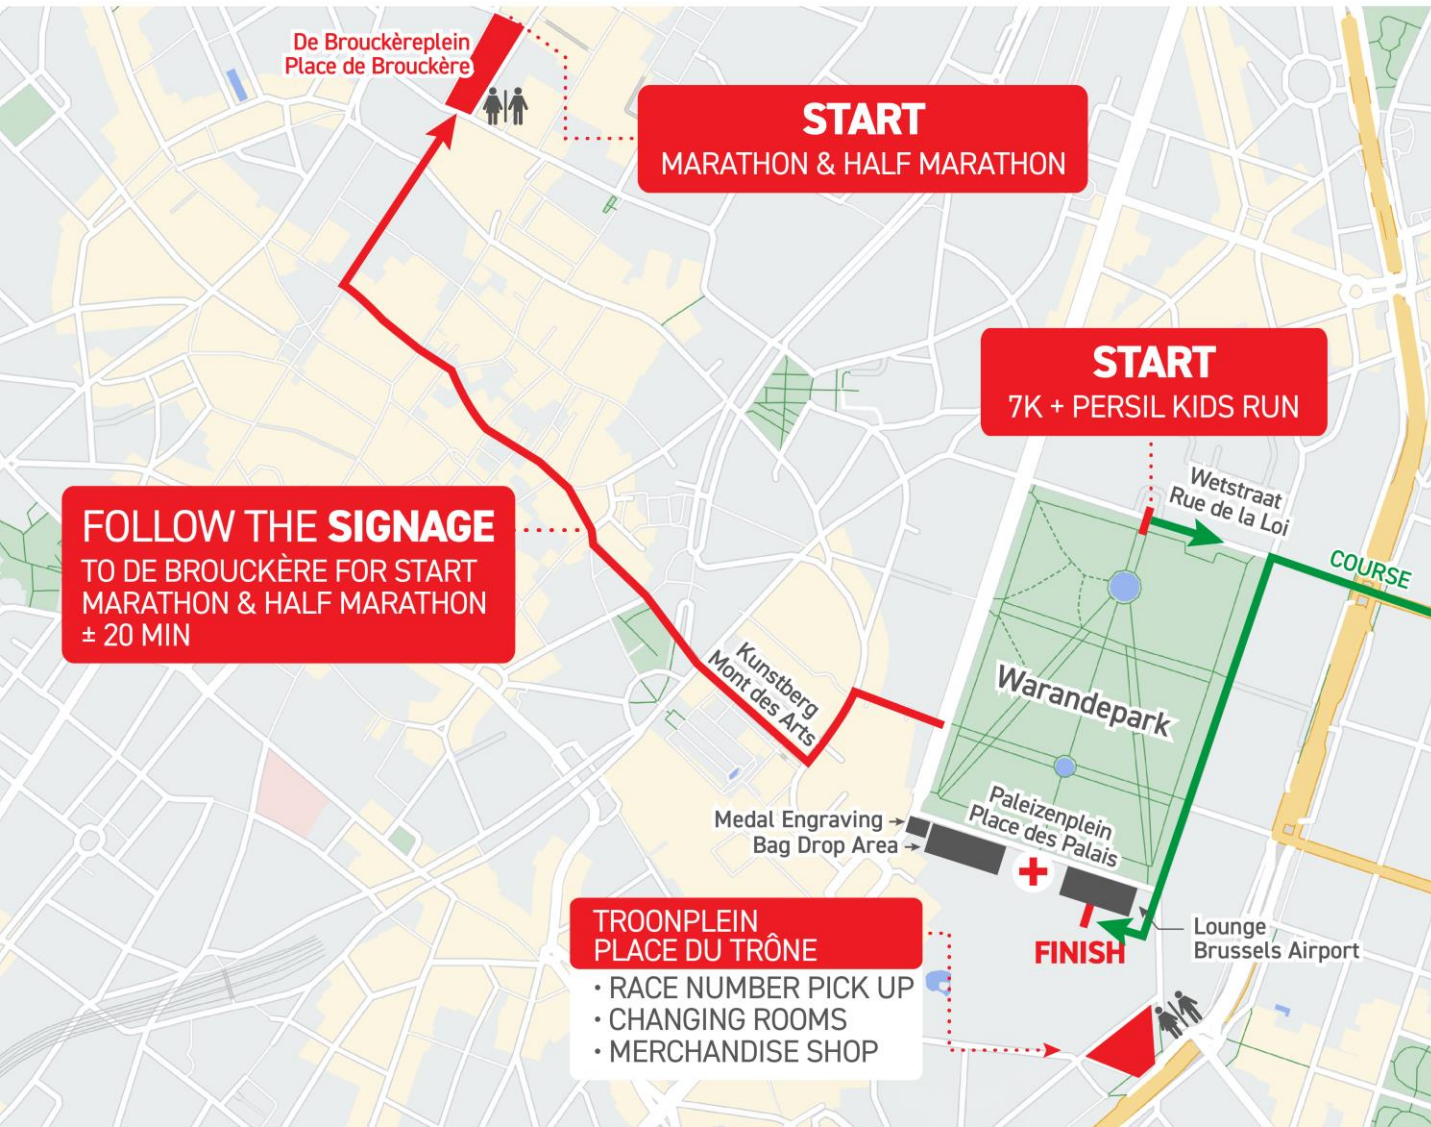 De Brouckèreplein
Place de Brouckère
START
MARATHON & HALF MARATHON
START
7K + PERSIL KIDS RUN
Wetstraat
Rue de la Loi
COURSE
FOLLOW THE SIGNAGE
TO DE BROUCKÈRE FOR START
MARATHON & HALF MARATHON
± 20 MIN
Kunstberg
Mont des Arts
Warandepark
Paleizenplein
Place des Palais
Medal Engraving
Bag Drop Area
FINISH
Lounge
Brussels Airport
TROONPLEIN
PLACE DU TRÔNE
• RACE NUMBER PICK UP
• CHANGING ROOMS
• MERCHANDISE SHOP